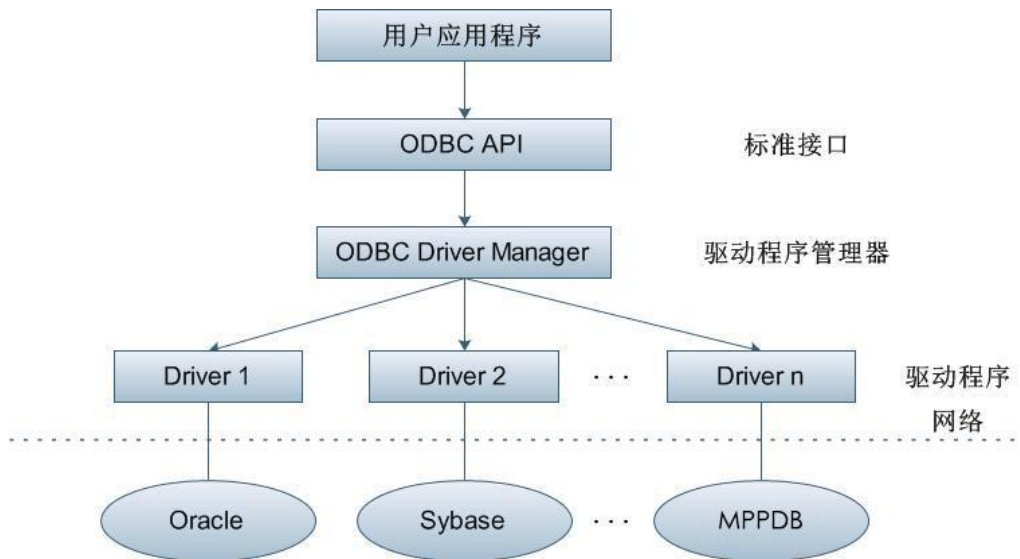 用户应用程序
ODBC API
标准接口
ODBC Driver Manager
驱动程序管理器
Driver 1
Driver 2
...
Driver n
驱动程序
网络
Oracle
Sybase
...
MPPDB